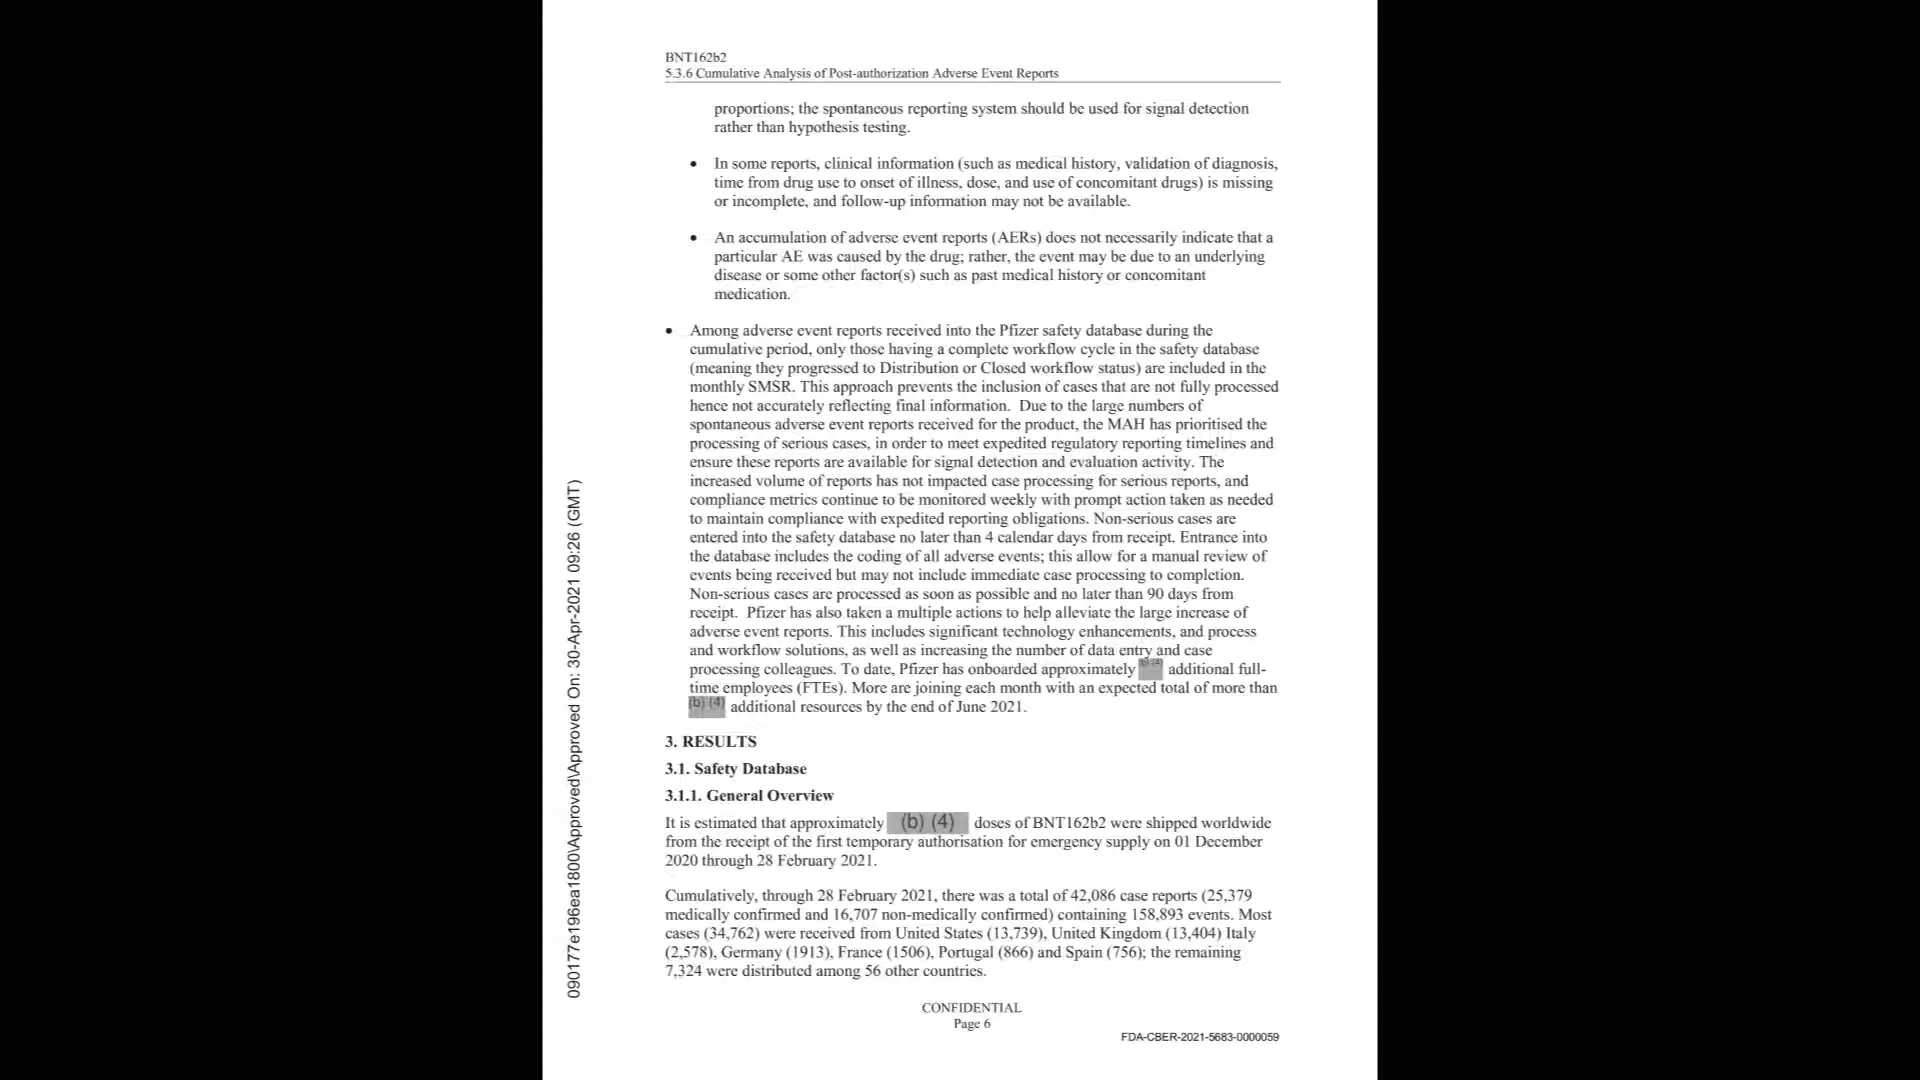 BNT162b2
5.3.6 Cumulative Analysis of Post-authorization Adverse Event Reports
proportions; the spontaneous reporting system should be used for signal detection
rather than hypothesis testing.
• In some reports, clinical information (such as medical history, validation of diagnosis,
time from drug use to onset of illness, dose, and use of concomitant drugs) is missing
or incomplete, and follow-up information may not be available.
• An accumulation of adverse event reports (AERs) does not necessarily indicate that a
particular AE was caused by the drug; rather, the event may be due to an underlying
disease or some other factor(s) such as past medical history or concomitant
medication.
• Among adverse event reports received into the Pfizer safety database during the
cumulative period, only those having a complete workflow cycle in the safety database
(meaning they progressed to Distribution or Closed workflow status) are included in the
monthly SMSR. This approach prevents the inclusion of cases that are not fully processed
hence not accurately reflecting final information. Due to the large numbers of
spontaneous adverse event reports received for the product, the MAH has prioritised the
processing of serious cases, in order to meet expedited regulatory reporting timelines and
ensure these reports are available for signal detection and evaluation activity. The
increased volume of reports has not impacted case processing for serious reports, and
compliance metrics continue to be monitored weekly with prompt action taken as needed
to maintain compliance with expedited reporting obligations. Non-serious cases are
entered into the safety database no later than 4 calendar days from receipt. Entrance into
the database includes the coding of all adverse events; this allow for a manual review of
events being received but may not include immediate case processing to completion.
Non-serious cases are processed as soon as possible and no later than 90 days from
receipt. Pfizer has also taken a multiple actions to help alleviate the large increase of
adverse event reports. This includes significant technology enhancements, and process
and workflow solutions, as well as increasing the number of data entry and case
processing colleagues. To date, Pfizer has onboarded approximately (b) (4) additional full-
time employees (FTEs). More are joining each month with an expected total of more than
(b) (4) additional resources by the end of June 2021.
3. RESULTS
3.1. Safety Database
3.1.1. General Overview
It is estimated that approximately (b) (4) doses of BNT162b2 were shipped worldwide
from the receipt of the first temporary authorisation for emergency supply on 01 December
2020 through 28 February 2021.
Cumulatively, through 28 February 2021, there was a total of 42,086 case reports (25,379
medically confirmed and 16,707 non-medically confirmed) containing 158,893 events. Most
cases (34,762) were received from United States (13,739), United Kingdom (13,404) Italy
(2,578), Germany (1913), France (1506), Portugal (866) and Spain (756); the remaining
7,324 were distributed among 56 other countries.
CONFIDENTIAL
Page 6
FDA-CBER-2021-5683-0000059
090177e196ea1800\Approved\Approved On: 30-Apr-2021 09:26 (GMT)